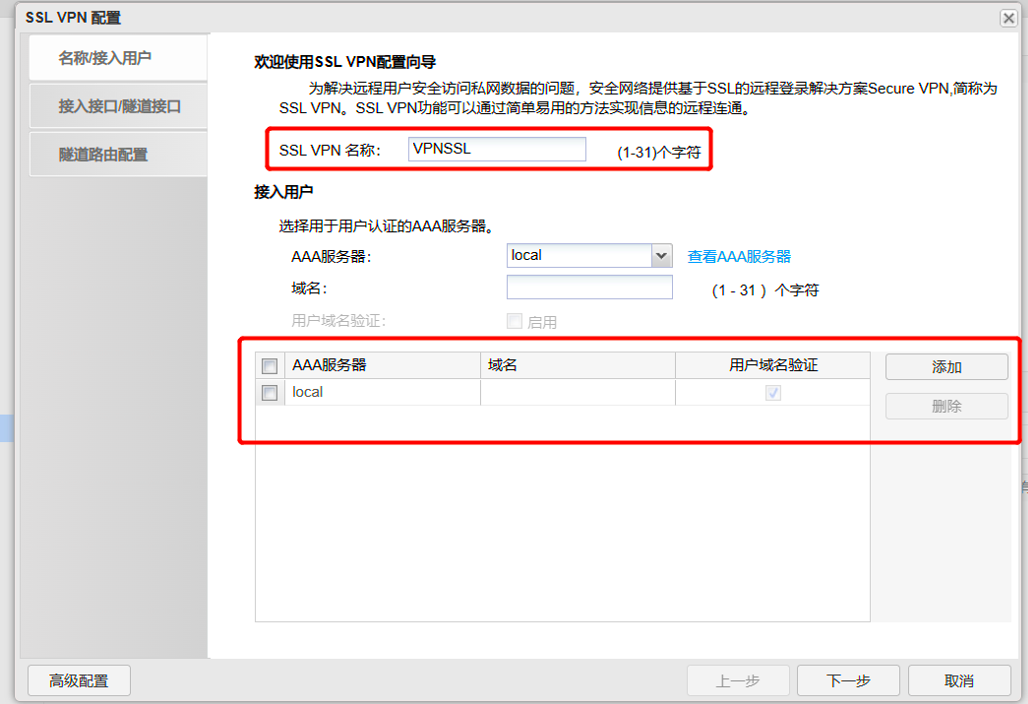 SSL VPN 配置
名称/接入用户
接入接口/隧道接口
隧道路由配置
欢迎使用SSL VPN配置向导
为解决远程用户安全访问私网数据的问题，安全网络提供基于SSL的远程登录解决方案Secure VPN,简称为
SSL VPN。SSL VPN功能可以通过简单易用的方法实现信息的远程连通。
SSL VPN 名称: VPNSSL (1-31)个字符
接入用户
选择用于用户认证的AAA服务器。
AAA服务器: local 查看AAA服务器
域名: (1 - 31 ) 个字符
用户域名验证: 启用
AAA服务器 域名 用户域名验证 添加
local 删除
高级配置 上一步 下一步 取消